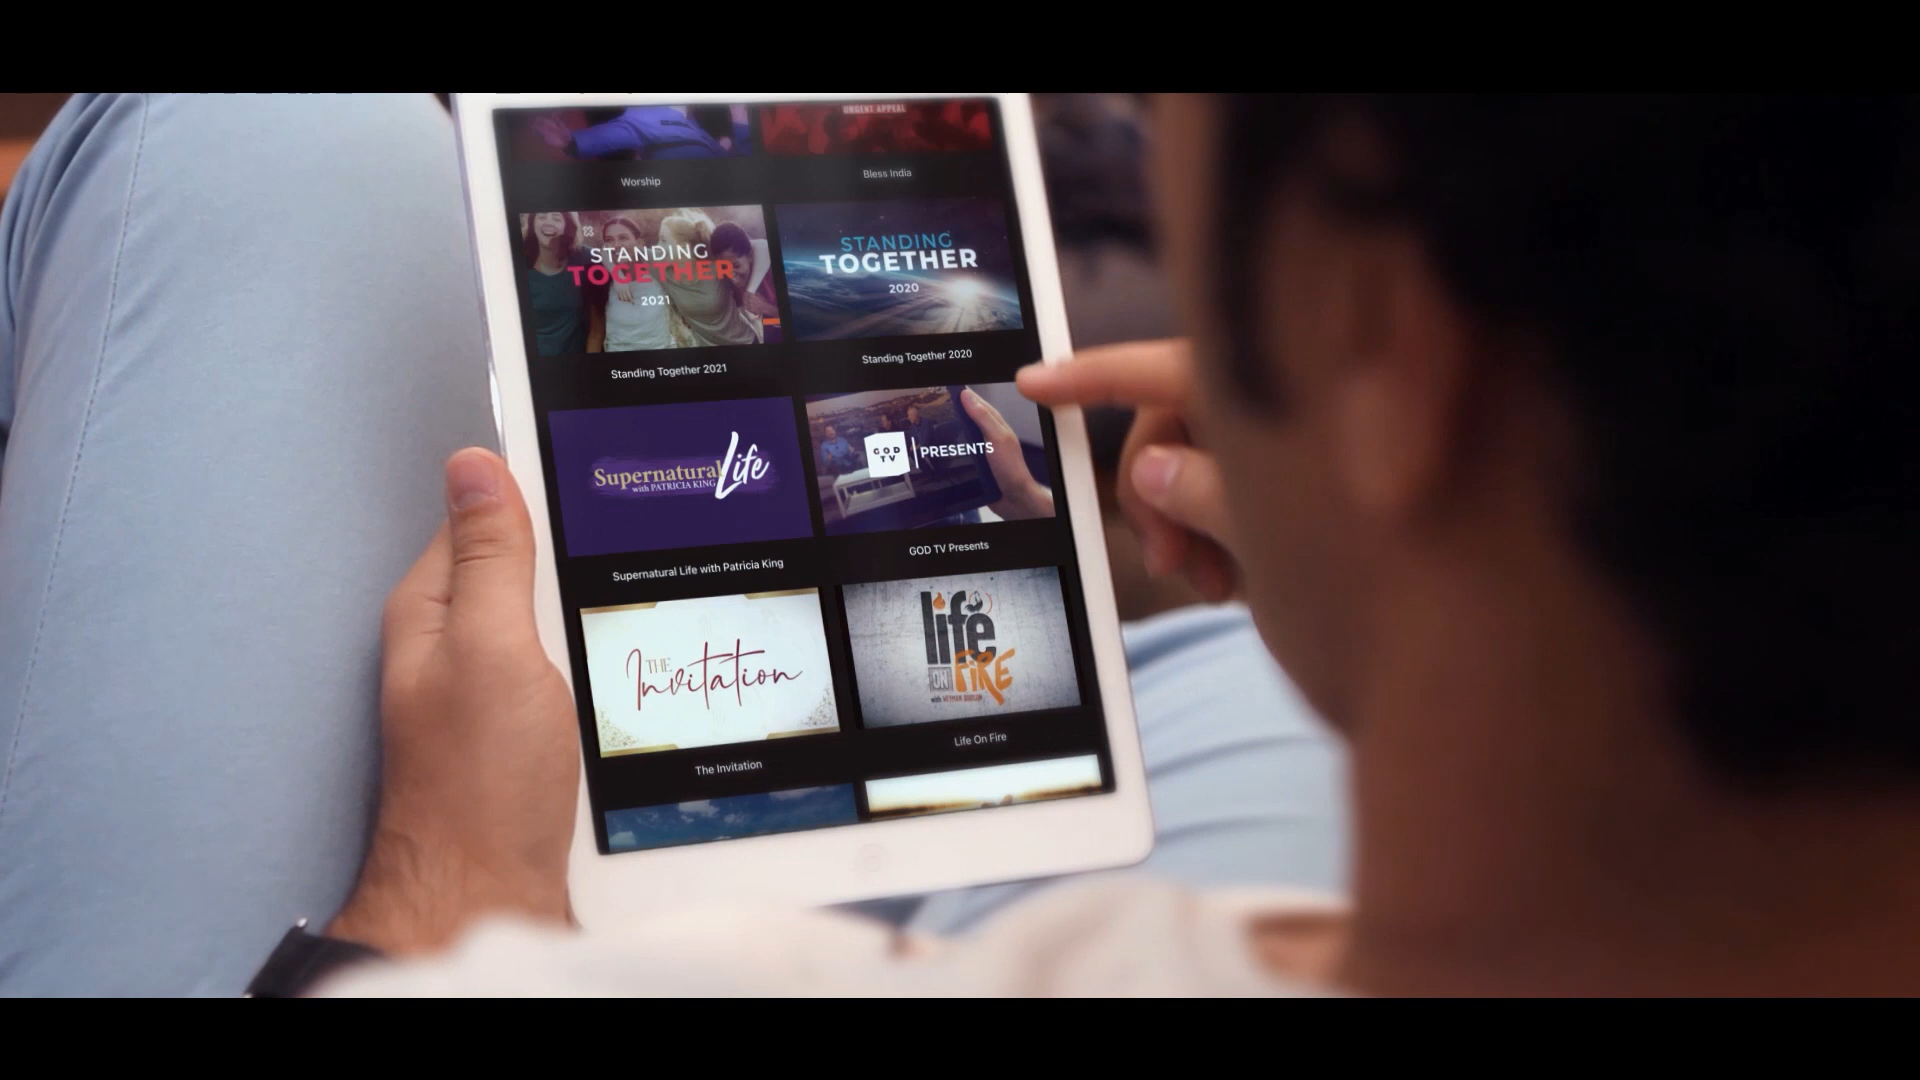 URGENT APPEAL
Worship
Bless India
STANDING
TOGETHER
2021
STANDING
TOGETHER
2020
Standing Together 2021
Standing Together 2020
Supernatural Life
with PATRICIA KING
GOD
TV
PRESENTS
Supernatural Life with Patricia King
GOD TV Presents
THE
Invitation
life
ON FIRE
with
The Invitation
Life On Fire